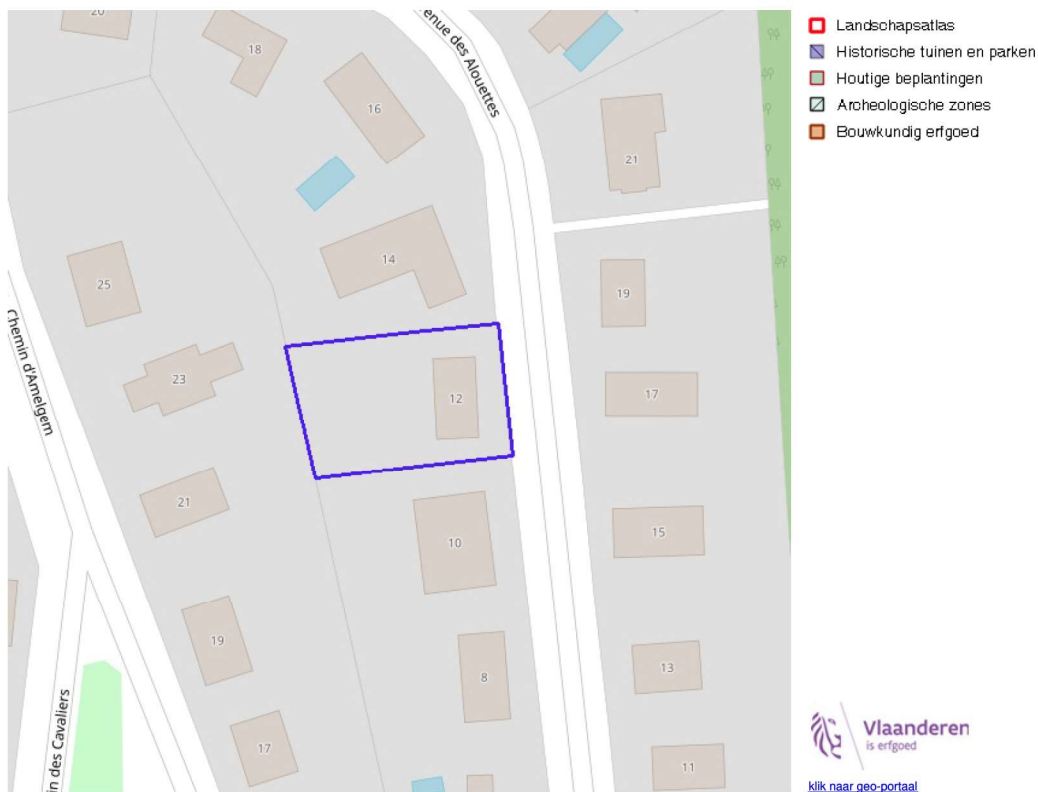 20
18
enue des Alouettes
16
21
14
25
19
Chemin d'Amelgem
23
12
17
21
10
15
19
13
8
in des Cavaliers
17
11
Landschapsatlas
Historische tuinen en parken
Houtige beplantingen
Archeologische zones
Bouwkundig erfgoed
Vlaanderen
is erfgoed
klik naar geo-portaal